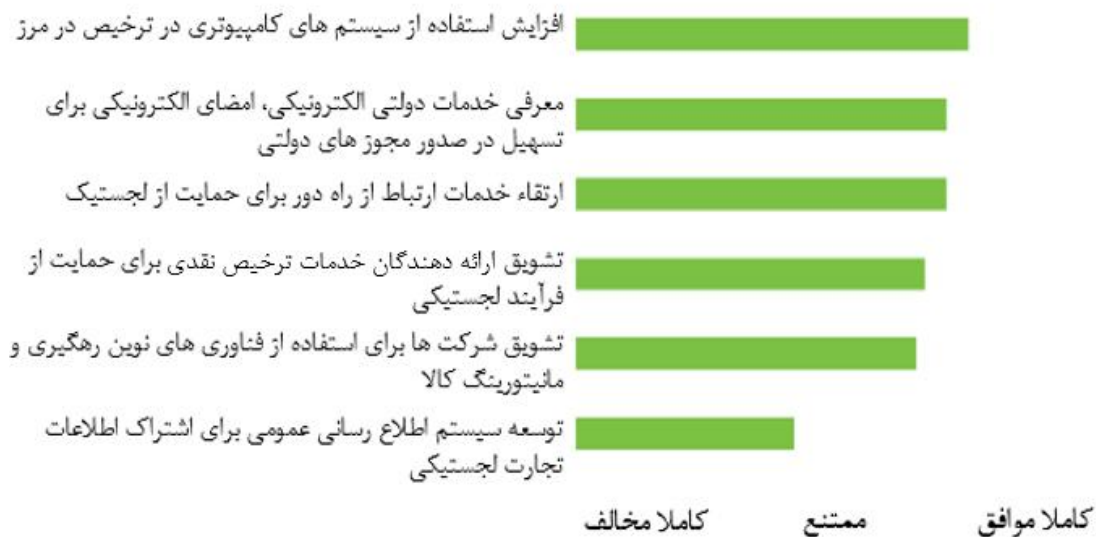 افزایش استفاده از سیستم های کامپیوتری در ترخیص در مرز
معرفی خدمات دولتی الکترونیکی، امضای الکترونیکی برای
تسهیل در صدور مجوز های دولتی
ارتقاء خدمات ارتباط از راه دور برای حمایت از لجستیک
تشویق ارائه دهندگان خدمات ترخیص نقدی برای حمایت از
فرآیند لجستیکی
تشویق شرکت ها برای استفاده از فناوری های نوین رهگیری و
مانیتورینگ کالا
توسعه سیستم اطلاع رسانی عمومی برای اشتراک اطلاعات
تجارت لجستیکی
کاملا موافق ممتنع کاملا مخالف